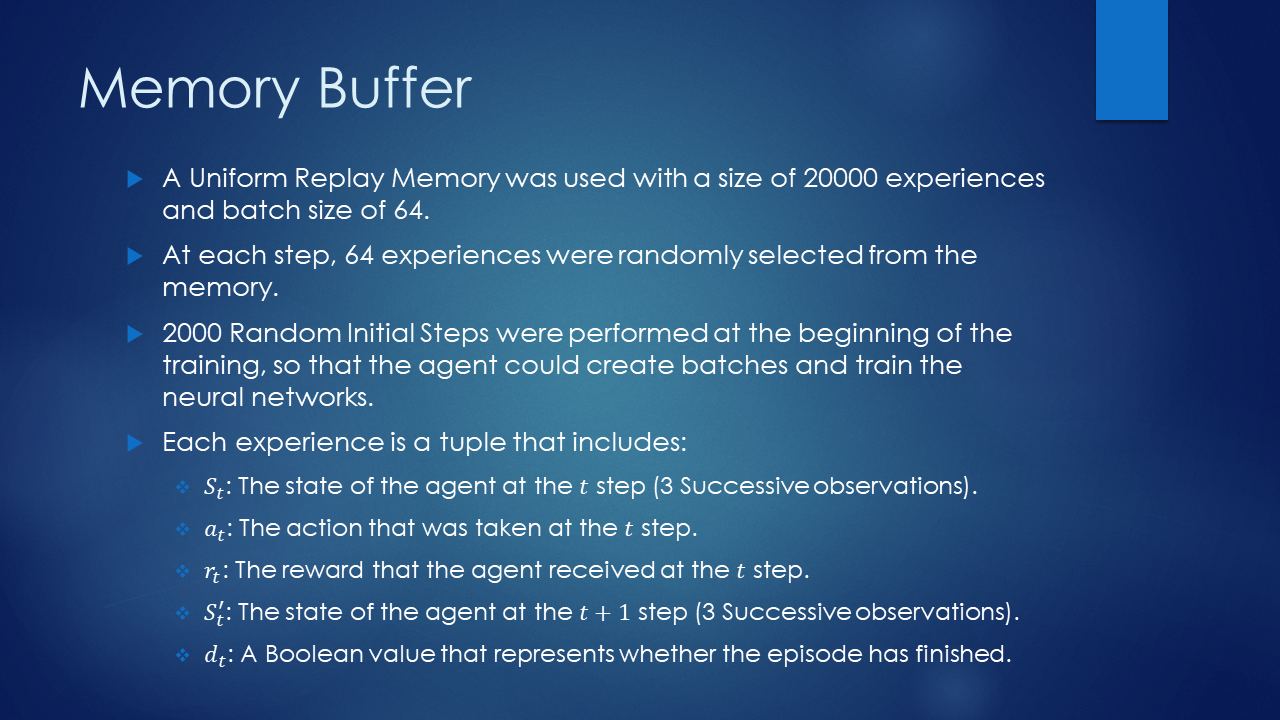 Memory Buffer
A Uniform Replay Memory was used with a size of 20000 experiences
and batch size of 64.
At each step, 64 experiences were randomly selected from the
memory.
2000 Random Initial Steps were performed at the beginning of the
training, so that the agent could create batches and train the
neural networks.
Each experience is a tuple that includes:
$S_t$: The state of the agent at the $t$ step (3 Successive observations).
$a_t$: The action that was taken at the $t$ step.
$r_t$: The reward that the agent received at the $t$ step.
$S_t'$: The state of the agent at the $t + 1$ step (3 Successive observations).
$d_t$: A Boolean value that represents whether the episode has finished.